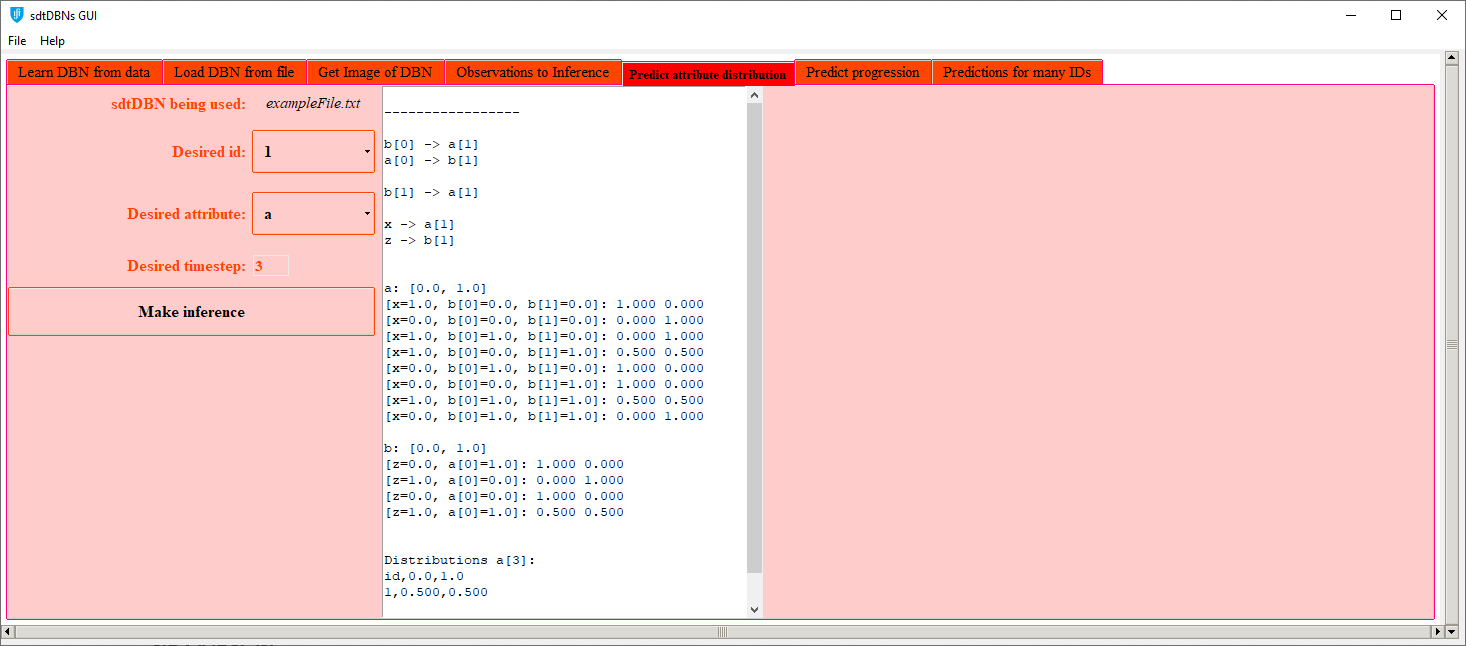 sdtDBNs GUI
File Help
Learn DBN from data Load DBN from file Get Image of DBN Observations to Inference Predict attribute distribution Predict progression Predictions for many IDs
sdtDBN being used: exampleFile.txt
Desired id: 1
Desired attribute: a
Desired timestep: 3
Make inference
-----------------
b[0] -> a[1]
a[0] -> b[1]
b[1] -> a[1]
x -> a[1]
z -> b[1]
a: [0.0, 1.0]
[x=1.0, b[0]=0.0, b[1]=0.0]: 1.000 0.000
[x=0.0, b[0]=0.0, b[1]=0.0]: 0.000 1.000
[x=1.0, b[0]=1.0, b[1]=0.0]: 0.000 1.000
[x=1.0, b[0]=0.0, b[1]=1.0]: 0.500 0.500
[x=0.0, b[0]=1.0, b[1]=0.0]: 1.000 0.000
[x=0.0, b[0]=0.0, b[1]=1.0]: 1.000 0.000
[x=1.0, b[0]=1.0, b[1]=1.0]: 0.500 0.500
[x=0.0, b[0]=1.0, b[1]=1.0]: 0.000 1.000
b: [0.0, 1.0]
[z=0.0, a[0]=1.0]: 1.000 0.000
[z=1.0, a[0]=0.0]: 0.000 1.000
[z=0.0, a[0]=0.0]: 1.000 0.000
[z=1.0, a[0]=1.0]: 0.500 0.500
Distributions a[3]:
id,0.0,1.0
1,0.500,0.500